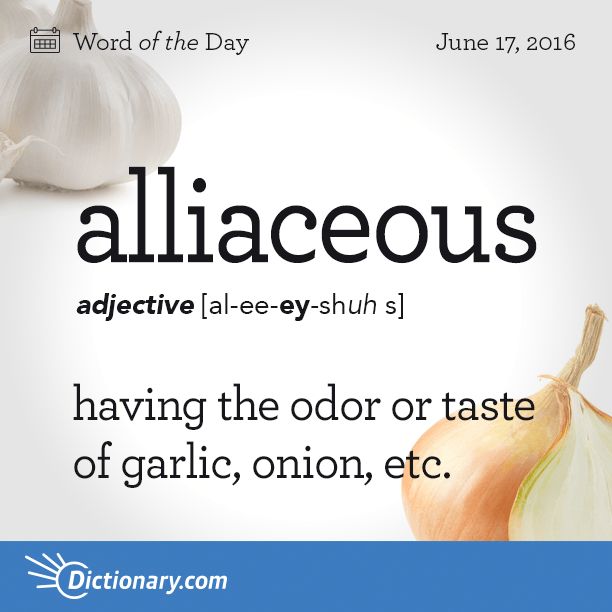 Word of the Day
June 17, 2016
alliaceous
adjective [al-ee-ey-shuh s]
having the odor or taste
of garlic, onion, etc.
Dictionary.com